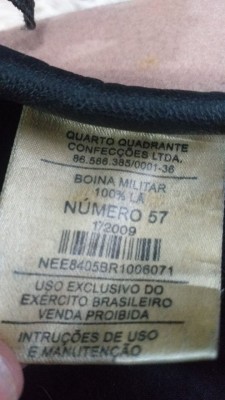 QUARTO QUADRANTE
CONFECÇÕES LTDA.
86.566.385/0001-36
BOINA MILITAR
100% LÃ
NÚMERO 57
1/2009
NEE8405BR1006071
USO EXCLUSIVO DO
EXÉRCITO BRASILEIRO
VENDA PROIBIDA
INTRUÇÕES DE USO
E MANUTENÇÃO